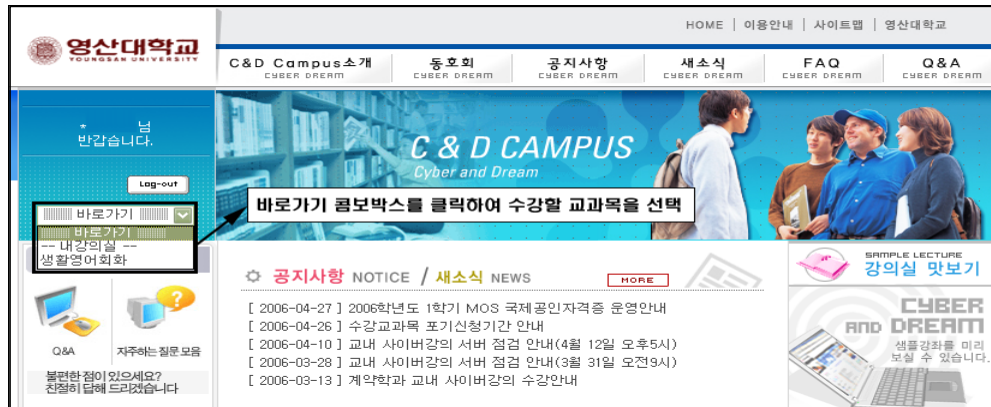 HOME | 이용안내 | 사이트맵 | 영산대학교
영산대학교
YOUNGSAN UNIVERSITY
C&D Campus소개 동호회 공지사항 새소식 FAQ Q&A
CYBER DREAM CYBER DREAM CYBER DREAM CYBER DREAM CYBER DREAM CYBER DREAM
* 님
반갑습니다.
Log-out
바로가기
바로가기
-- 내강의실 --
생활영어회화
C & D CAMPUS
Cyber and Dream
바로가기 콤보박스를 클릭하여 수강할 교과목을 선택
Q&A 자주하는 질문 모음
불편한 점이 있으세요?
친절히 답해 드리겠습니다
공지사항 NOTICE / 새소식 NEWS MORE
[ 2006-04-27 ] 2006학년도 1학기 MOS 국제공인자격증 운영안내
[ 2006-04-26 ] 수강교과목 포기신청기간 안내
[ 2006-04-10 ] 교내 사이버강의 서버 점검 안내(4월 12일 오후5시)
[ 2006-03-28 ] 교내 사이버강의 서버 점검 안내(3월 31일 오전9시)
[ 2006-03-13 ] 계약학과 교내 사이버강의 수강안내
SAMPLE LECTURE
강의실 맛보기
CYBER
AND DREAM
샘플강좌를 미리
보실 수 있습니다.